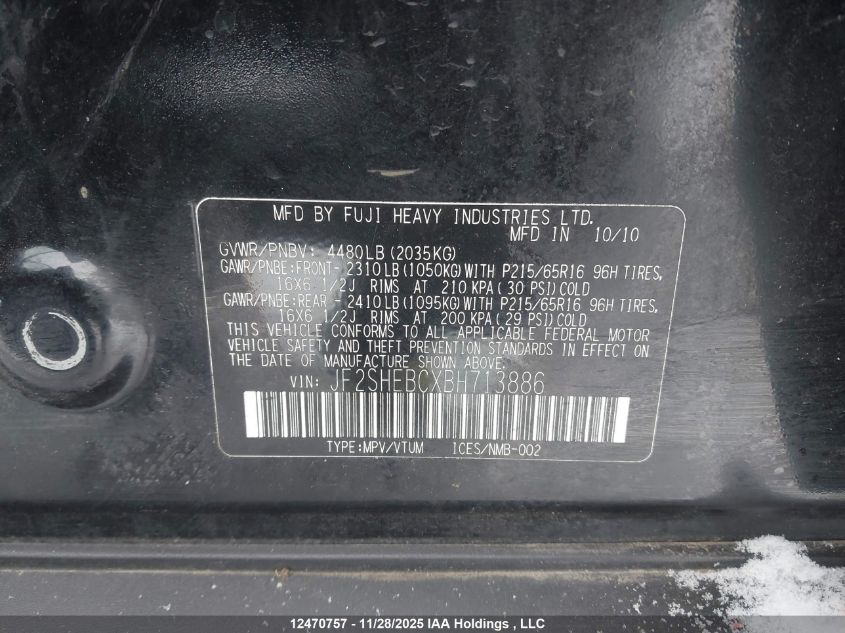 MFD BY FUJI HEAVY INDUSTRIES LTD.
MFD IN 10/10
GVWR/PNBV: 4480LB (2035KG)
GAWR/PNBE:FRONT- 2310LB (1050KG) WITH P215/65R16 96H TIRES,
16X6 1/2J RIMS AT 210 KPA (30 PSI) COLD
GAWR/PNBE:REAR - 2410LB (1095KG) WITH P215/65R16 96H TIRES,
16X6 1/2J RIMS AT 200 KPA (29 PSI) COLD
THIS VEHICLE CONFORMS TO ALL APPLICABLE FEDERAL MOTOR
VEHICLE SAFETY AND THEFT PREVENTION STANDARDS IN EFFECT ON
THE DATE OF MANUFACTURE SHOWN ABOVE.
VIN: JF2SHEBCXBH713886
TYPE:MPV/VTUM ICES/NMB-002
12470757 - 11/28/2025 IAA Holdings , LLC